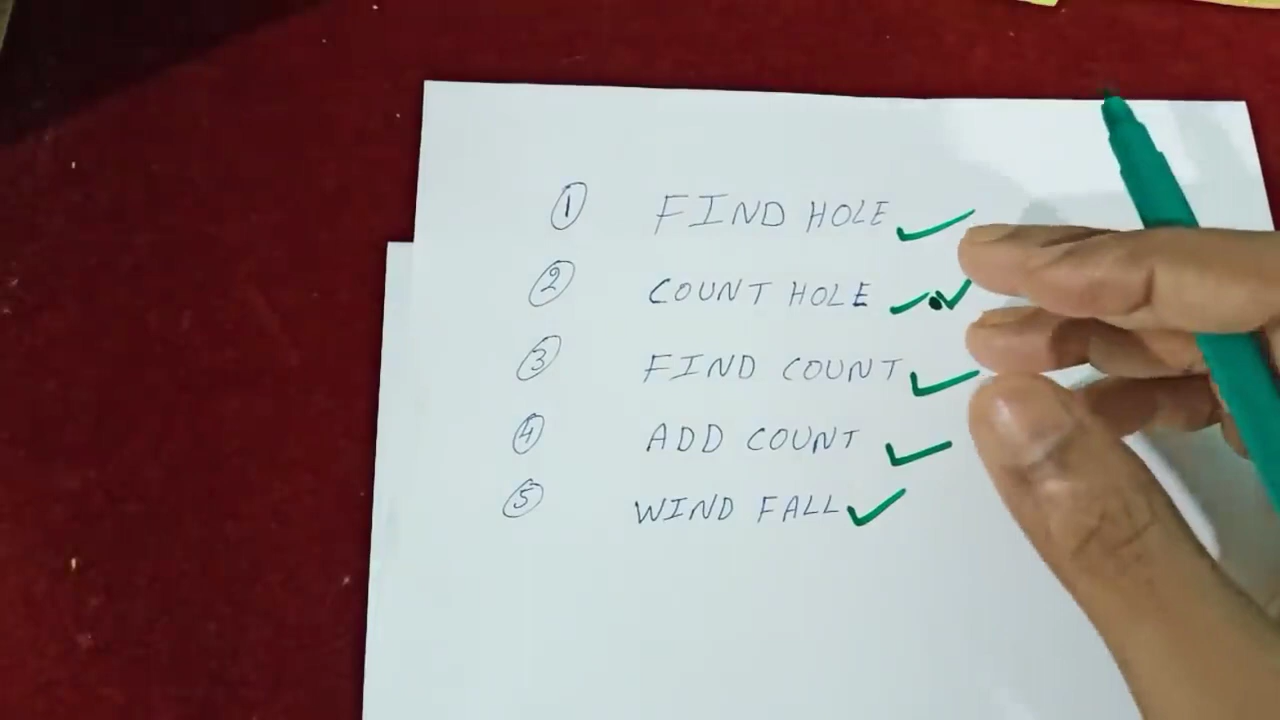 ① FIND HOLE ✓
② COUNT HOLE ✓•✓
③ FIND COUNT ✓
④ ADD COUNT ✓
⑤ WIND FALL ✓